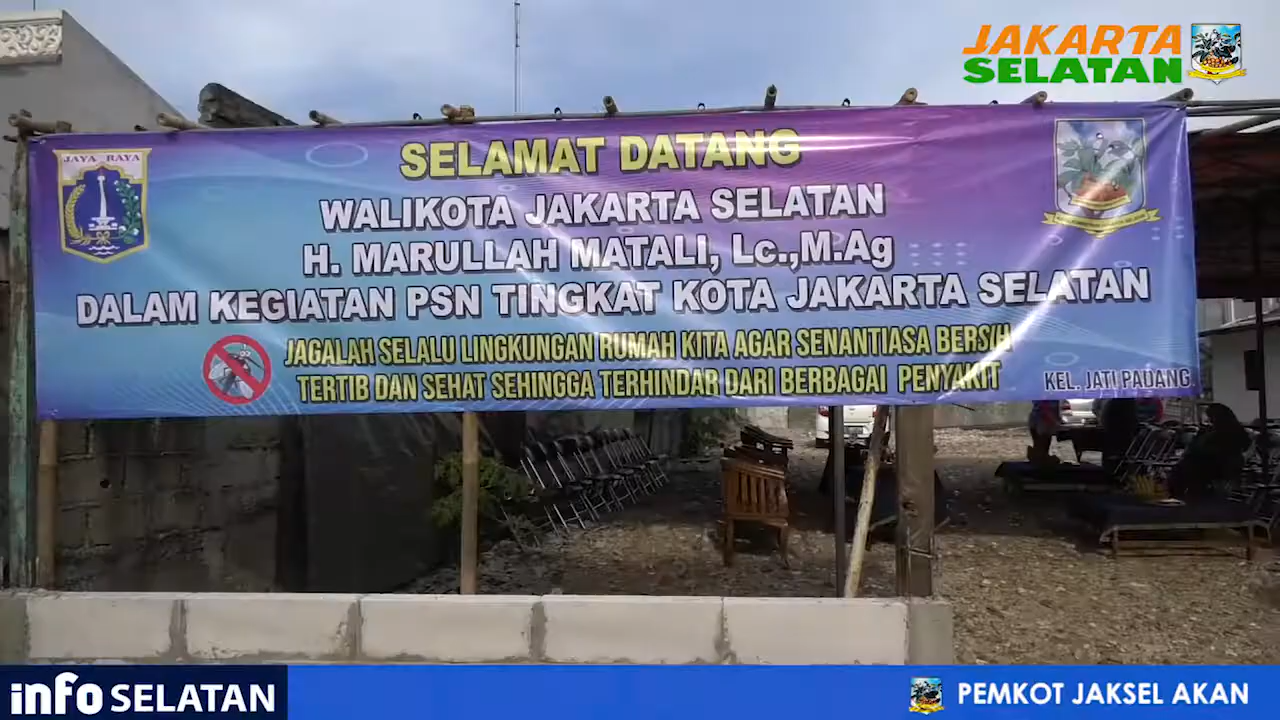 JAKARTA
SELATAN
JAYA RAYA
SELAMAT DATANG
WALIKOTA JAKARTA SELATAN
H. MARULLAH MATALI, Lc.,M.Ag
DALAM KEGIATAN PSN TINGKAT KOTA JAKARTA SELATAN
JAGALAH SELALU LINGKUNGAN RUMAH KITA AGAR SENANTIASA BERSIH
TERTIB DAN SEHAT SEHINGGA TERHINDAR DARI BERBAGAI PENYAKIT
KEL. JATI PADANG
info SELATAN
PEMKOT JAKSEL AKAN